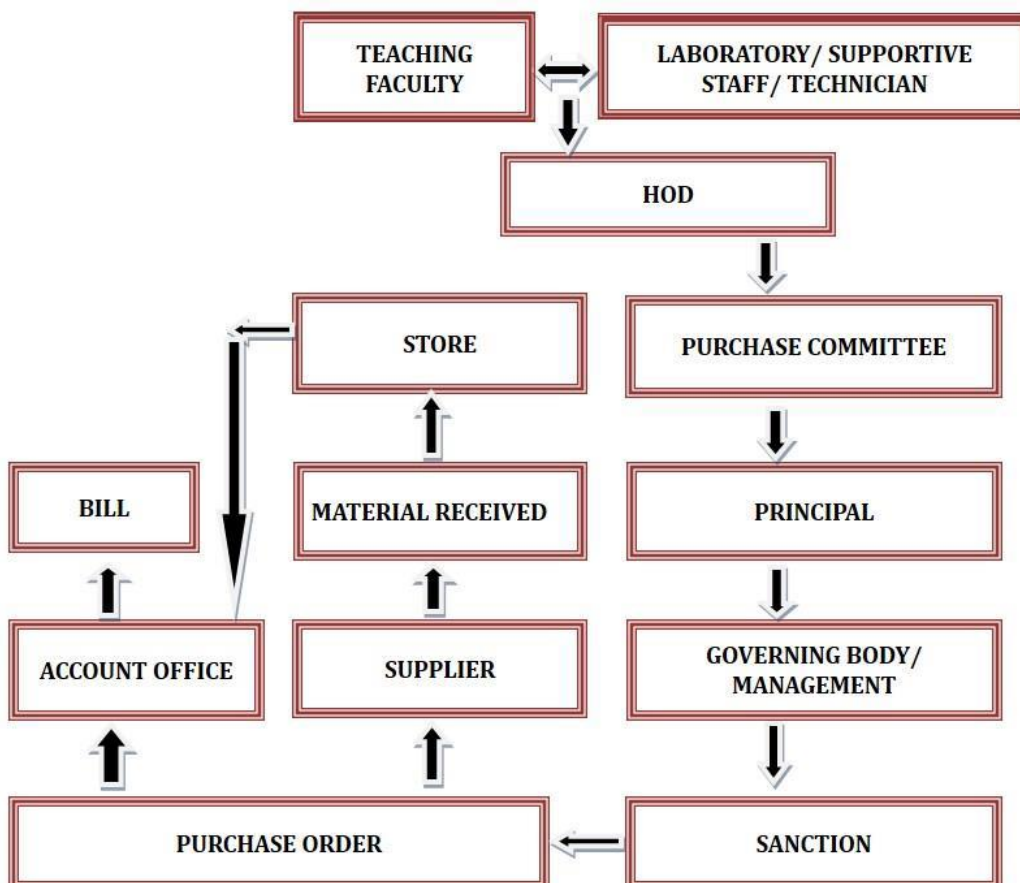 TEACHING
FACULTY
LABORATORY/ SUPPORTIVE
STAFF/ TECHNICIAN
HOD
STORE
PURCHASE COMMITTEE
BILL
MATERIAL RECEIVED
PRINCIPAL
ACCOUNT OFFICE
SUPPLIER
GOVERNING BODY/
MANAGEMENT
PURCHASE ORDER
SANCTION